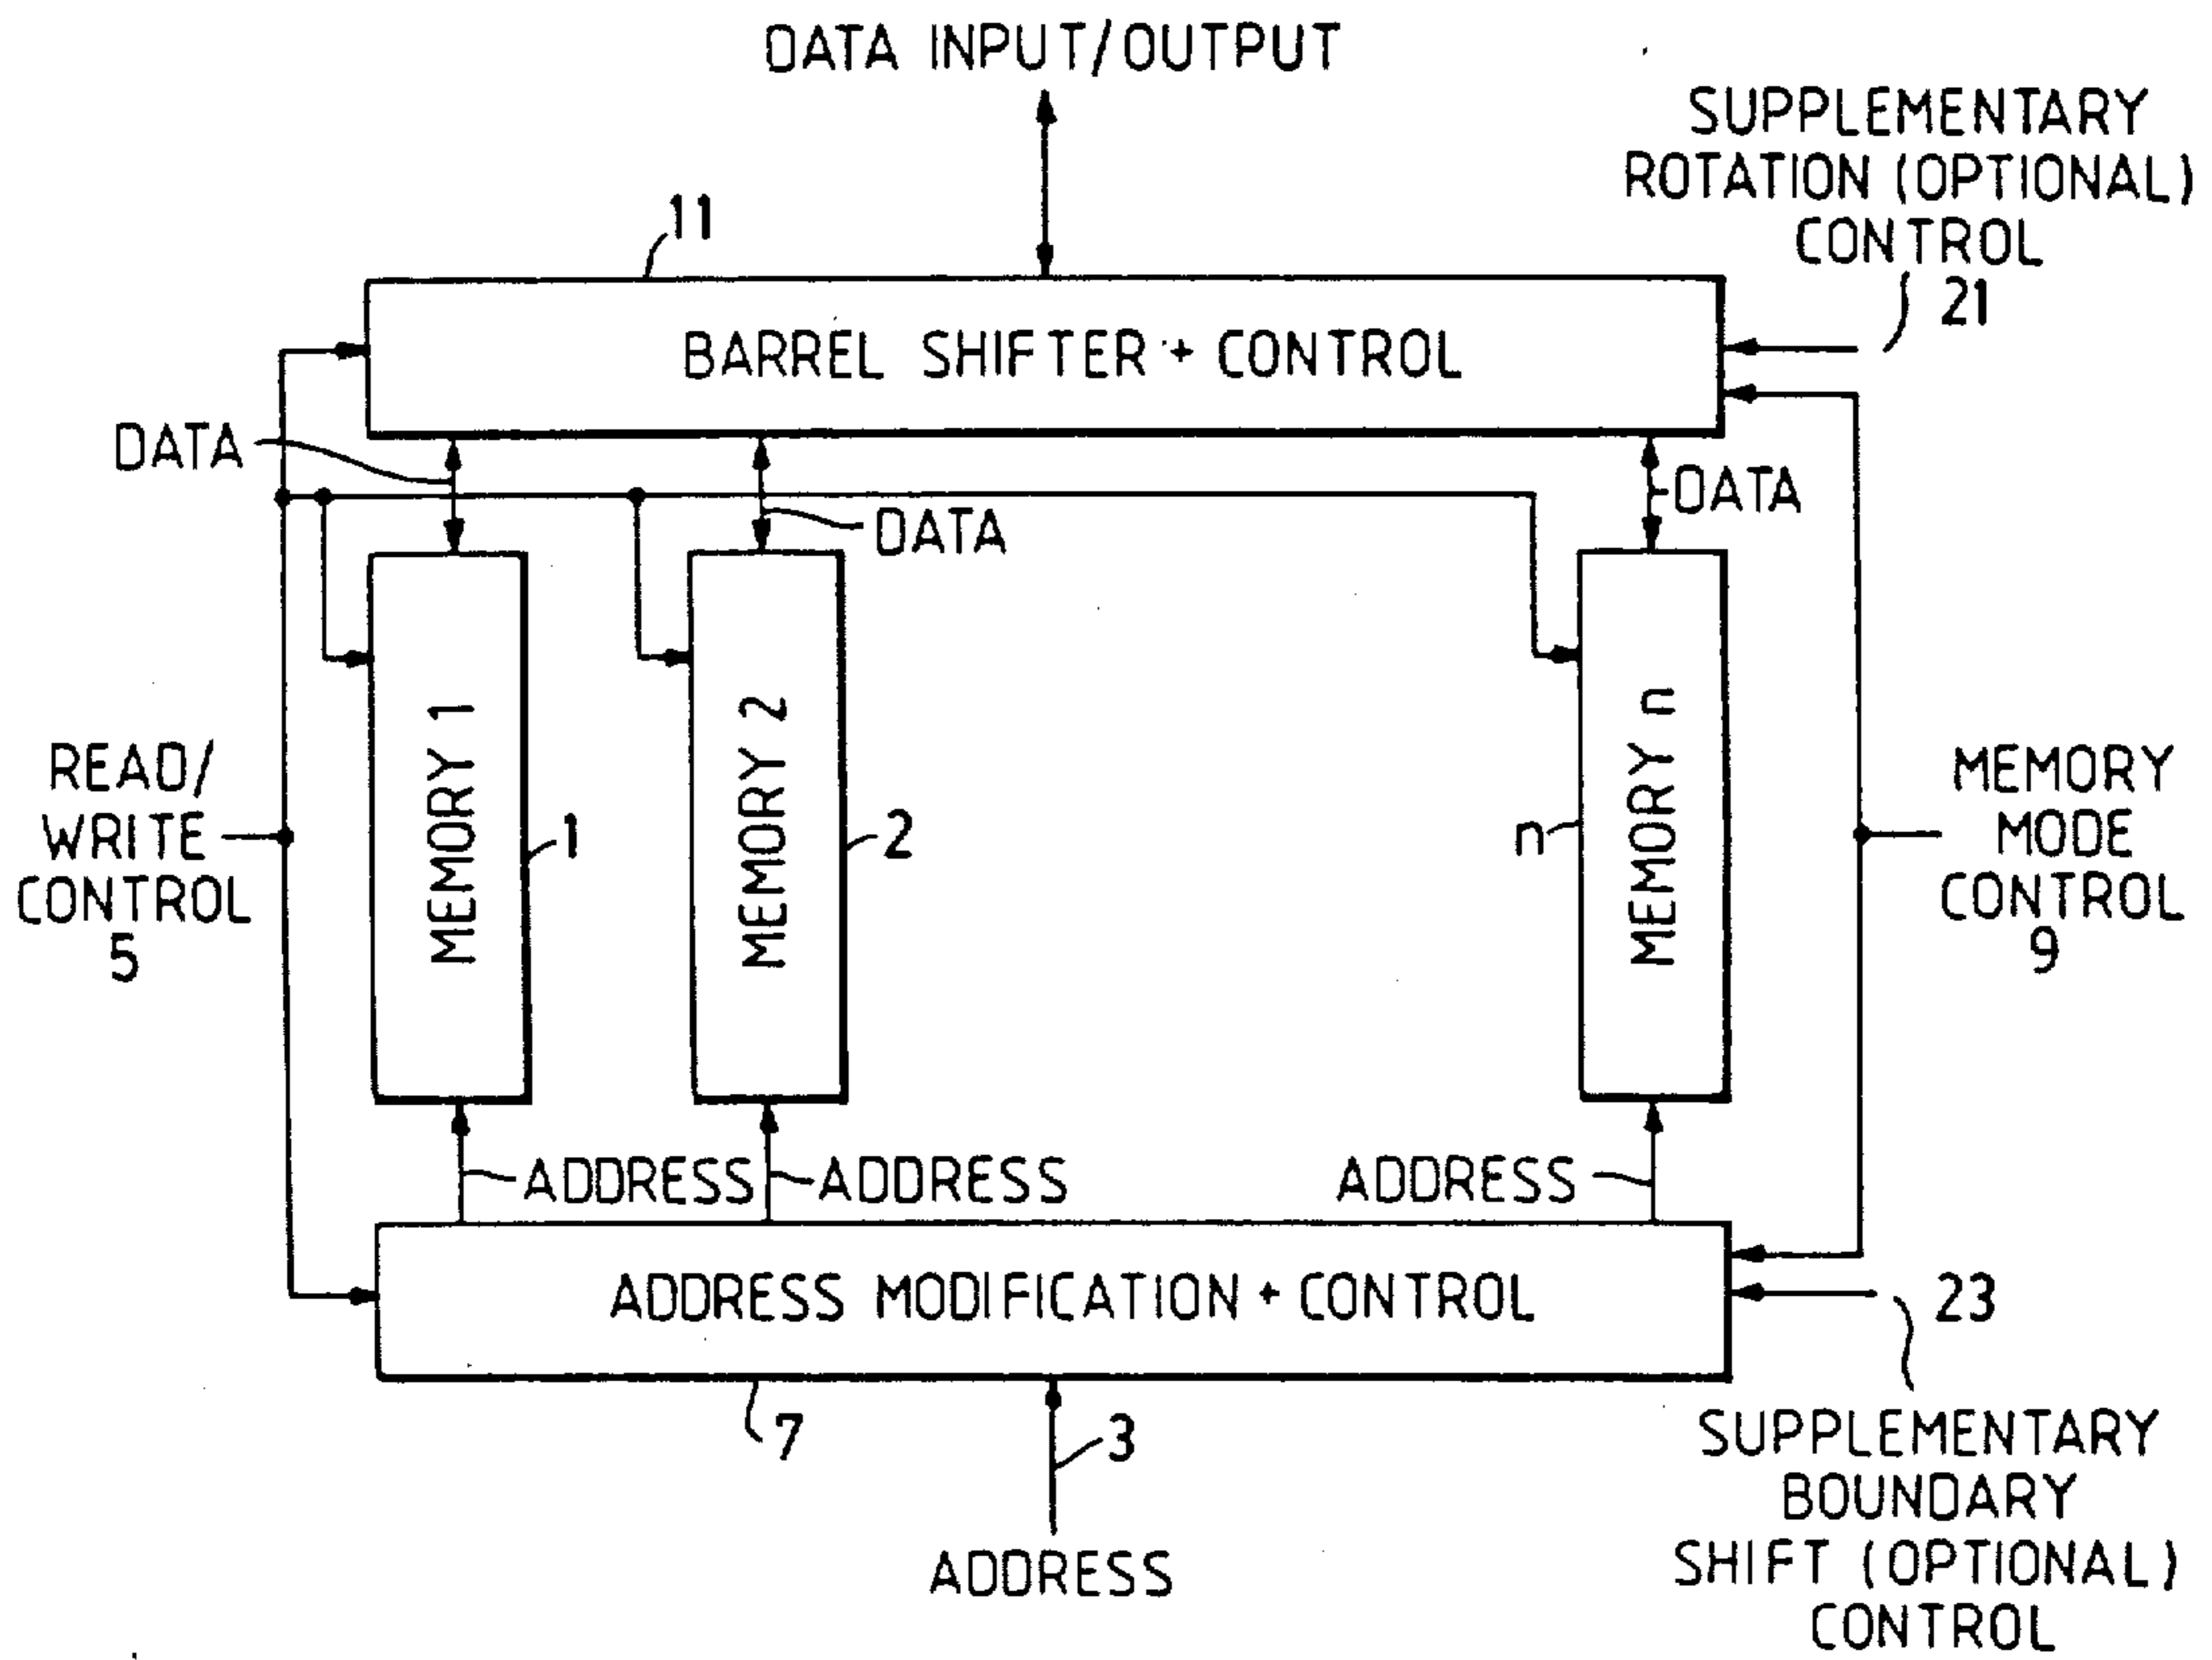 DATA INPUT/OUTPUT
SUPPLEMENTARY
ROTATION (OPTIONAL)
CONTROL
21
11
BARREL SHIFTER + CONTROL
DATA
DATA
DATA
MEMORY 1
MEMORY 2
MEMORY n
1
2
n
READ/
WRITE
CONTROL
5
MEMORY
MODE
CONTROL
9
ADDRESS
ADDRESS
ADDRESS
ADDRESS MODIFICATION + CONTROL
23
7
3
ADDRESS
SUPPLEMENTARY
BOUNDARY
SHIFT (OPTIONAL)
CONTROL